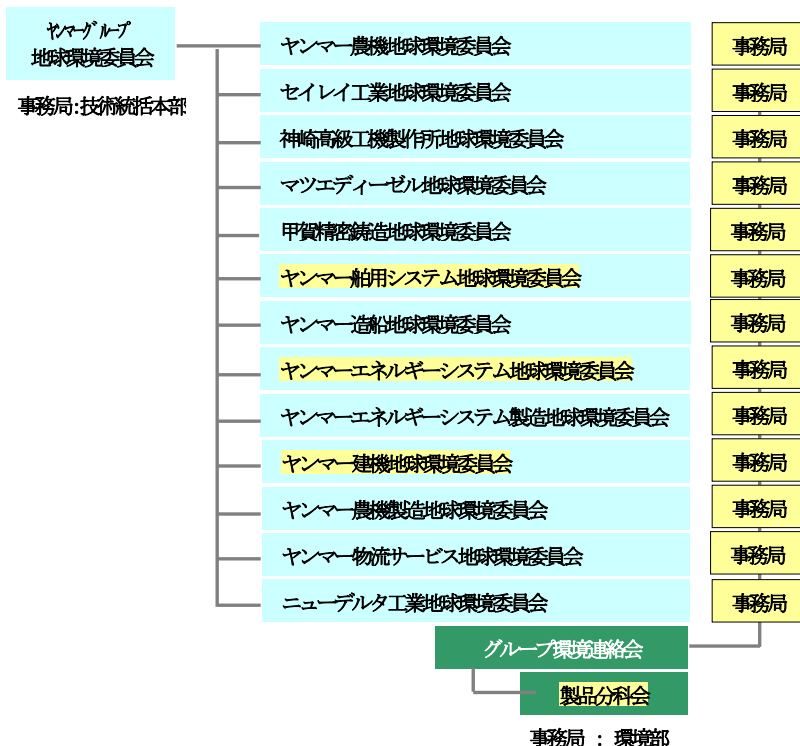 ヤンマーグループ
地球環境委員会
事務局:技術統括本部
ヤンマー農機地球環境委員会 事務局
セイレイ工業地球環境委員会 事務局
神崎高級工機製作所地球環境委員会 事務局
マツエディーゼル地球環境委員会 事務局
甲賀精密鋳造地球環境委員会 事務局
ヤンマー舶用システム地球環境委員会 事務局
ヤンマー造船地球環境委員会 事務局
ヤンマーエネルギーシステム地球環境委員会 事務局
ヤンマーエネルギーシステム製造地球環境委員会 事務局
ヤンマー建機地球環境委員会 事務局
ヤンマー農機製造地球環境委員会 事務局
ヤンマー物流サービス地球環境委員会 事務局
ニューデルタ工業地球環境委員会 事務局
グループ環境連絡会
製品分科会
事務局 : 環境部